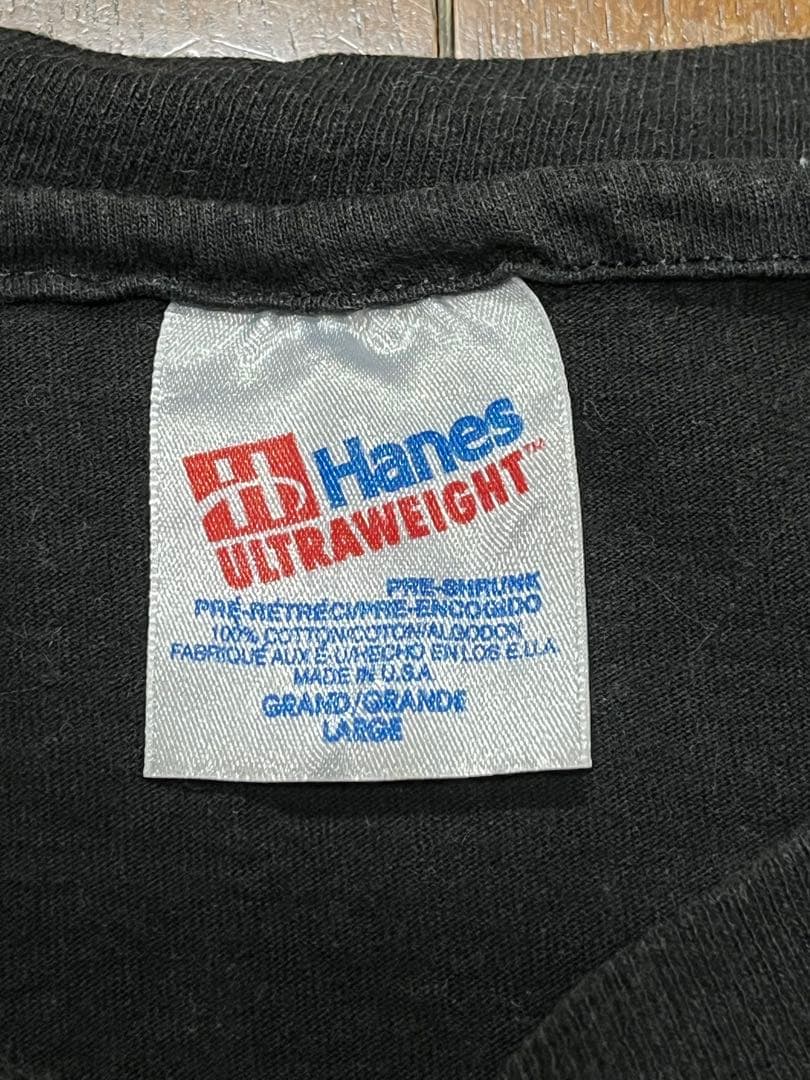 H Hanes
ULTRAWEIGHT™
PRE-SHRUNK
PRÉ-RÉTRÉCI/PRE-ENCOGIDO
100% COTTON/COTON/ALGODON
FABRIQUÉ AUX É.U/HECHO EN LOS E.U.A.
MADE IN U.S.A.
GRAND/GRANDE
LARGE